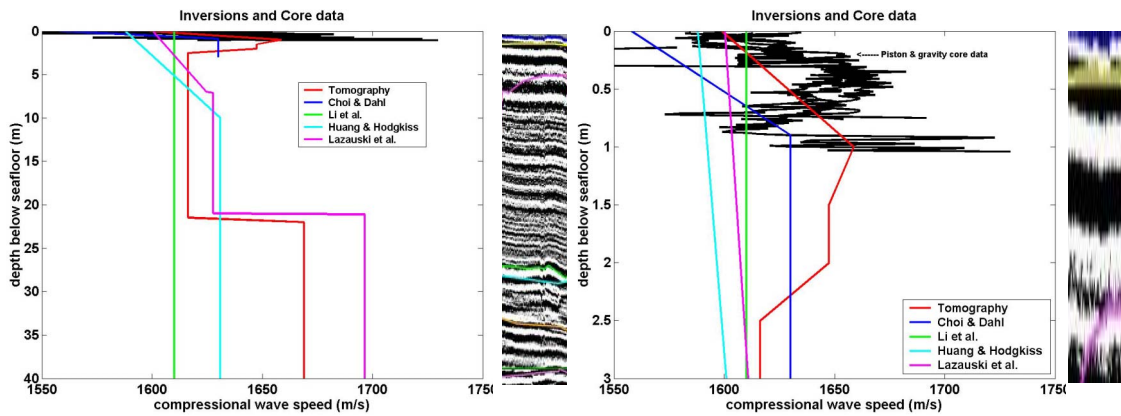 Inversions and Core data
0
5
10
15
20
25
30
35
40
depth below seafloor (m)
Tomography
Choi & Dahl
Li et al.
Huang & Hodgkiss
Lazauski et al.
1550
1600
1650
1700
1750
compressional wave speed (m/s)
Inversions and Core data
0
0.5
1
1.5
2
2.5
3
depth below seafloor (m)
<------ Piston & gravity core data
Tomography
Choi & Dahl
Li et al.
Huang & Hodgkiss
Lazauski et al.
1550
1600
1650
1700
1750
compressional wave speed (m/s)